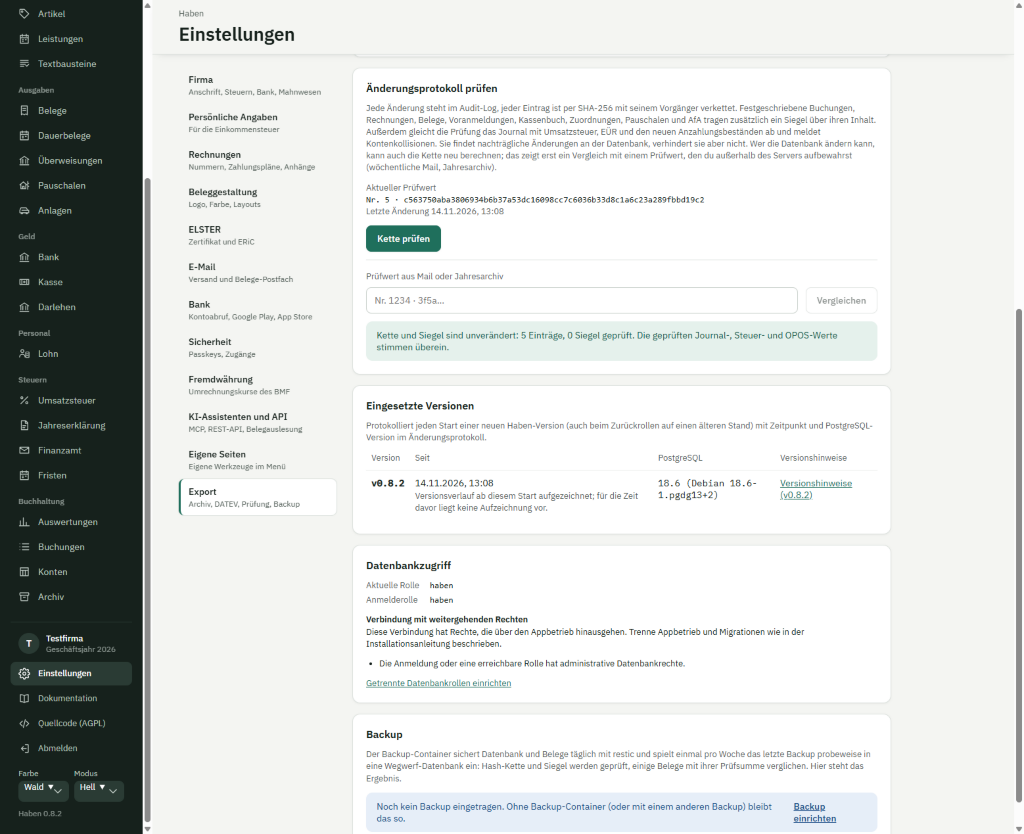 Artikel
Leistungen
Textbausteine
Ausgaben
Belege
Dauerbelege
Überweisungen
Pauschalen
Anlagen
Geld
Bank
Kasse
Darlehen
Personal
Lohn
Steuern
Umsatzsteuer
Jahreserklärung
Finanzamt
Fristen
Buchhaltung
Auswertungen
Buchungen
Konten
Archiv
T
Testfirma
Geschäftsjahr 2026
Einstellungen
Dokumentation
Quellcode (AGPL)
Abmelden
Farbe Modus
Wald Hell
Haben 0.8.2
Haben
Einstellungen
Firma
Anschrift, Steuern, Bank, Mahnwesen
Persönliche Angaben
Für die Einkommensteuer
Rechnungen
Nummern, Zahlungspläne, Anhänge
Beleggestaltung
Logo, Farbe, Layouts
ELSTER
Zertifikat und ERiC
E-Mail
Versand und Belege-Postfach
Bank
Kontoabruf, Google Play, App Store
Sicherheit
Passkeys, Zugänge
Fremdwährung
Umrechnungskurse des BMF
KI-Assistenten und API
MCP, REST-API, Belegauslesung
Eigene Seiten
Eigene Werkzeuge im Menü
Export
Archiv, DATEV, Prüfung, Backup
Änderungsprotokoll prüfen
Jede Änderung steht im Audit-Log, jeder Eintrag ist per SHA-256 mit seinem Vorgänger verkettet. Festgeschriebene Buchungen,
Rechnungen, Belege, Voranmeldungen, Kassenbuch, Zuordnungen, Pauschalen und AfA tragen zusätzlich ein Siegel über ihren Inhalt.
Außerdem gleicht die Prüfung das Journal mit Umsatzsteuer, EÜR und den neuen Anzahlungsbeständen ab und meldet
Kontenkollisionen. Sie findet nachträgliche Änderungen an der Datenbank, verhindert sie aber nicht. Wer die Datenbank ändern kann,
kann auch die Kette neu berechnen; das zeigt erst ein Vergleich mit einem Prüfwert, den du außerhalb des Servers aufbewahrst
(wöchentliche Mail, Jahresarchiv).
Aktueller Prüfwert
Nr. 5 · c563750aba3806934b6b37a53dc16098cc7c6036b33d8c1a6c23a289fbbd19c2
Letzte Änderung 14.11.2026, 13:08
Kette prüfen
Prüfwert aus Mail oder Jahresarchiv
Nr. 1234 · 3f5a…
Vergleichen
Kette und Siegel sind unverändert: 5 Einträge, 0 Siegel geprüft. Die geprüften Journal-, Steuer- und OPOS-Werte
stimmen überein.
Eingesetzte Versionen
Protokolliert jeden Start einer neuen Haben-Version (auch beim Zurückrollen auf einen älteren Stand) mit Zeitpunkt und PostgreSQL-
Version im Änderungsprotokoll.
Version Seit PostgreSQL Versionshinweise
v0.8.2 14.11.2026, 13:08 18.6 (Debian 18.6- Versionshinweise
Versionsverlauf ab diesem Start aufgezeichnet; für die Zeit 1.pgdg13+2) (v0.8.2)
davor liegt keine Aufzeichnung vor.
Datenbankzugriff
Aktuelle Rolle haben
Anmelderolle haben
Verbindung mit weitergehenden Rechten
Diese Verbindung hat Rechte, die über den Appbetrieb hinausgehen. Trenne Appbetrieb und Migrationen wie in der
Installationsanleitung beschrieben.
• Die Anmeldung oder eine erreichbare Rolle hat administrative Datenbankrechte.
Getrennte Datenbankrollen einrichten
Backup
Der Backup-Container sichert Datenbank und Belege täglich mit restic und spielt einmal pro Woche das letzte Backup probeweise in
eine Wegwerf-Datenbank ein: Hash-Kette und Siegel werden geprüft, einige Belege mit ihrer Prüfsumme verglichen. Hier steht das
Ergebnis.
Noch kein Backup eingetragen. Ohne Backup-Container (oder mit einem anderen Backup) bleibt Backup
das so. einrichten